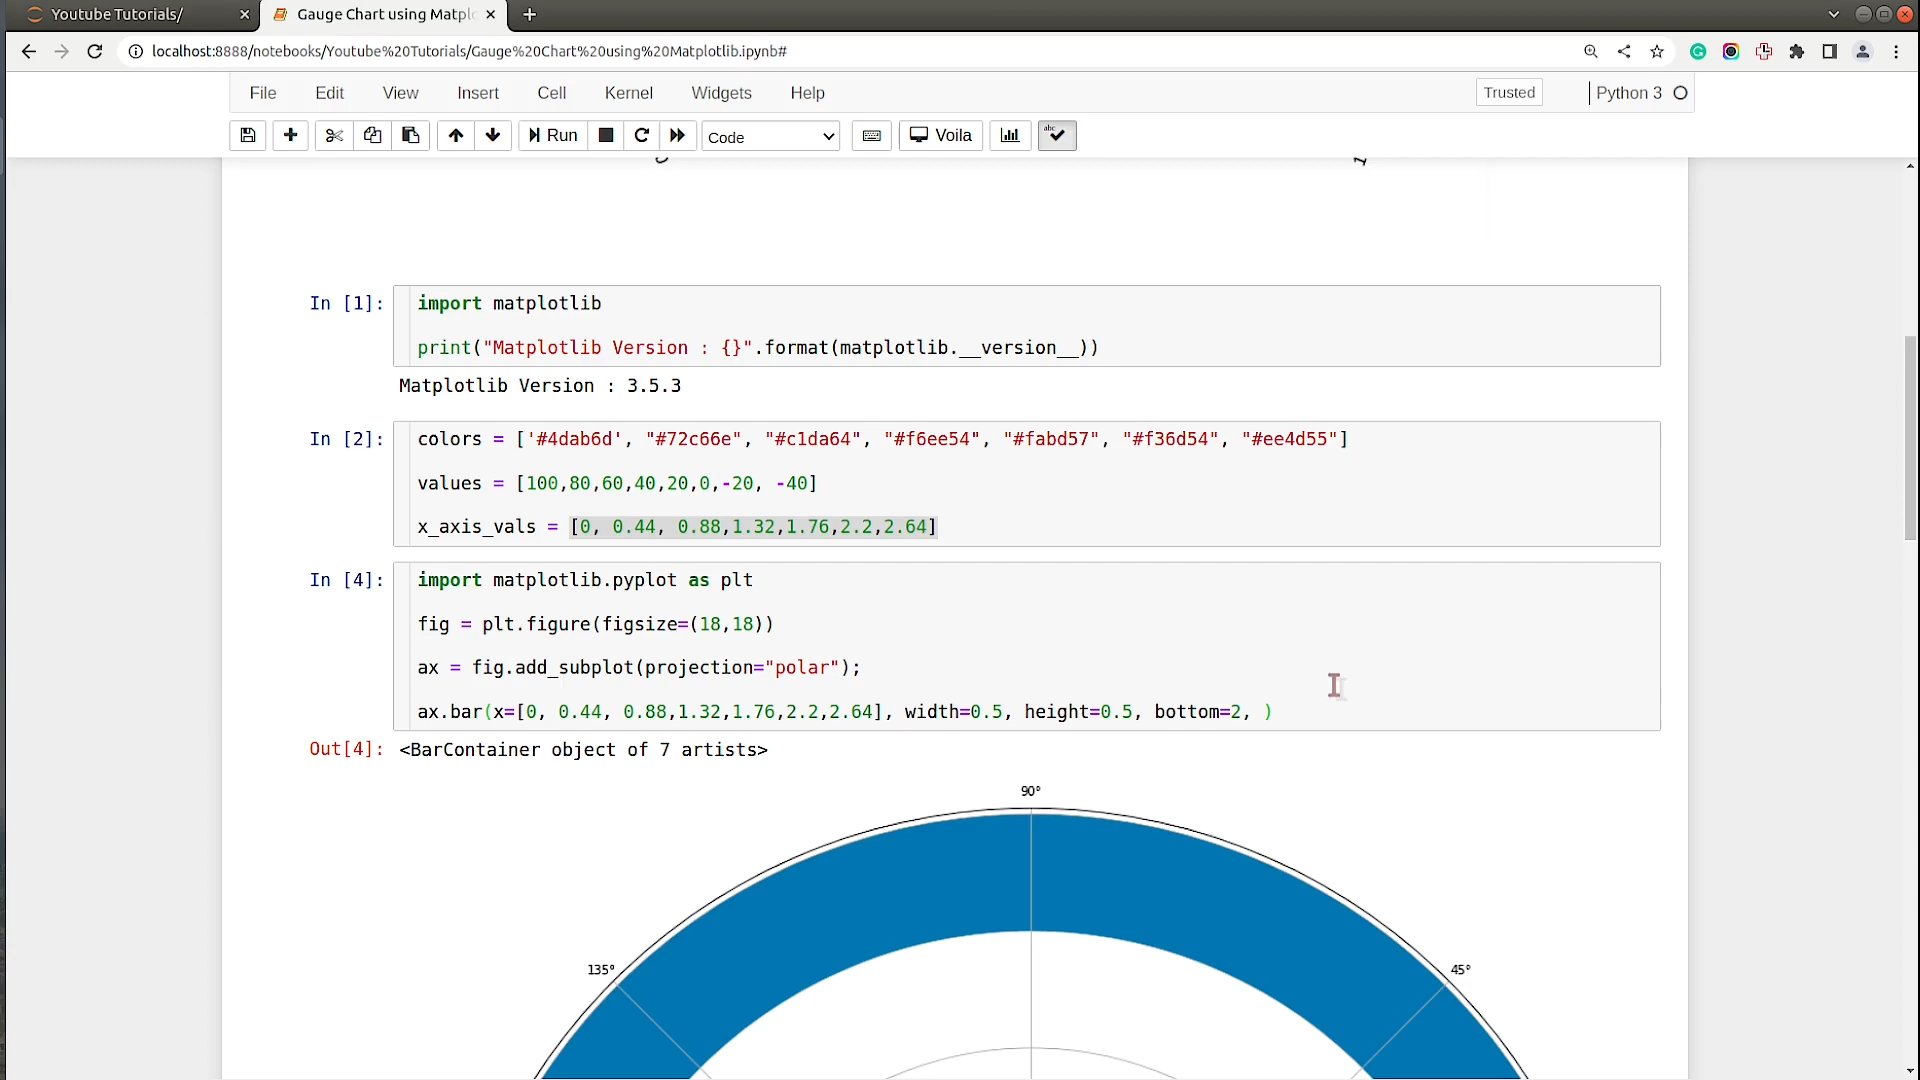 Youtube Tutorials/
Gauge Chart using Matplo
localhost:8888/notebooks/Youtube%20Tutorials/Gauge%20Chart%20using%20Matplotlib.ipynb#
File Edit View Insert Cell Kernel Widgets Help Trusted Python 3
Run Code Voila abc
In [1]: import matplotlib
print("Matplotlib Version : {}".format(matplotlib.__version__))
Matplotlib Version : 3.5.3
In [2]: colors = ['#4dab6d', "#72c66e", "#c1da64", "#f6ee54", "#fabd57", "#f36d54", "#ee4d55"]
values = [100,80,60,40,20,0,-20, -40]
x_axis_vals = [0, 0.44, 0.88,1.32,1.76,2.2,2.64]
In [4]: import matplotlib.pyplot as plt
fig = plt.figure(figsize=(18,18))
ax = fig.add_subplot(projection="polar");
ax.bar(x=[0, 0.44, 0.88,1.32,1.76,2.2,2.64], width=0.5, height=0.5, bottom=2, )
Out[4]: <BarContainer object of 7 artists>
90°
135°
45°